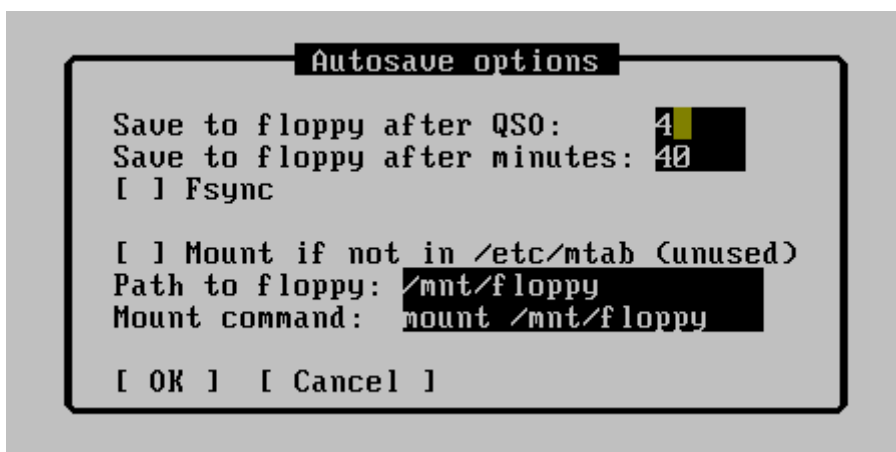 Autosave options
Save to floppy after QSO: 4
Save to floppy after minutes: 40
[ ] Fsync
[ ] Mount if not in /etc/mtab (unused)
Path to floppy: /mnt/floppy
Mount command: mount /mnt/floppy
[ OK ] [ Cancel ]